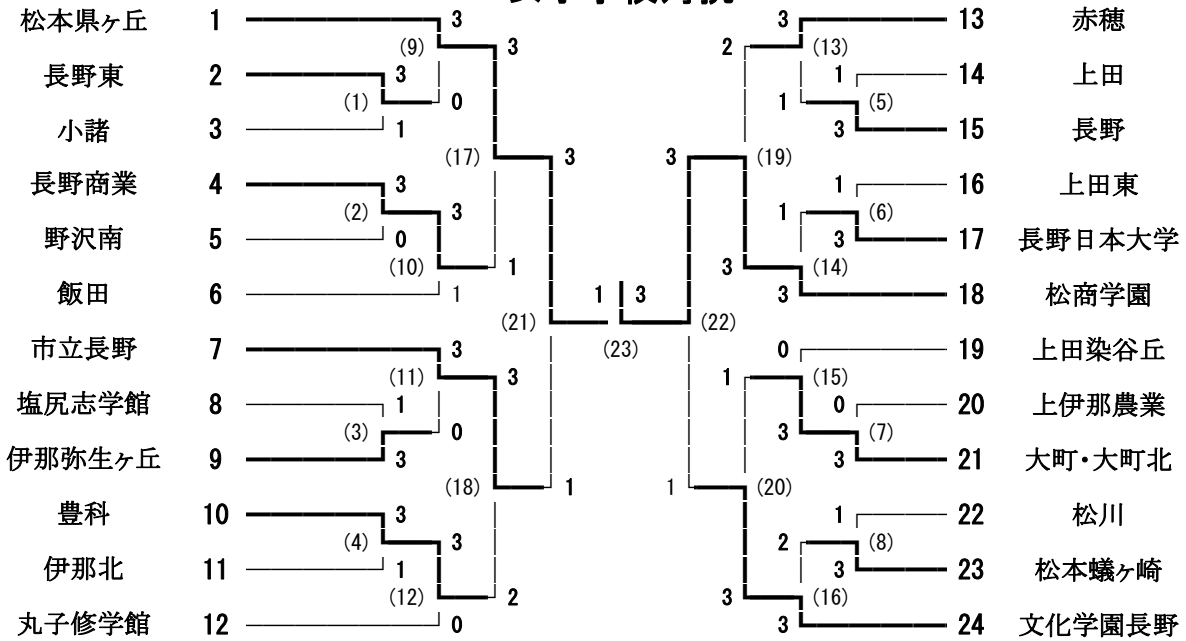 松本県ヶ丘 1 3 3 2 3 13 赤穂
(9) (13)
長野東 2 3 1 14 上田
(1) 0 1 (5)
小諸 3 1 3 15 長野
(17) 3 3 (19)
長野商業 4 3 1 16 上田東
(2) 3 1 (6)
野沢南 5 0 3 17 長野日本大学
(10) 1 3 (14)
飯田 6 1 1 3 3 18 松商学園
(21) (22)
(23)
市立長野 7 3 0 19 上田染谷丘
(11) 3 1 (15)
塩尻志学館 8 1 0 20 上伊那農業
(3) 0 3 (7)
伊那弥生ヶ丘 9 3 3 21 大町・大町北
(18) 1 1 (20)
豊科 10 3 1 22 松川
(4) 3 2 (8)
伊那北 11 1 3 23 松本蟻ヶ崎
(12) 2 3 (16)
丸子修学館 12 0 3 24 文化学園長野